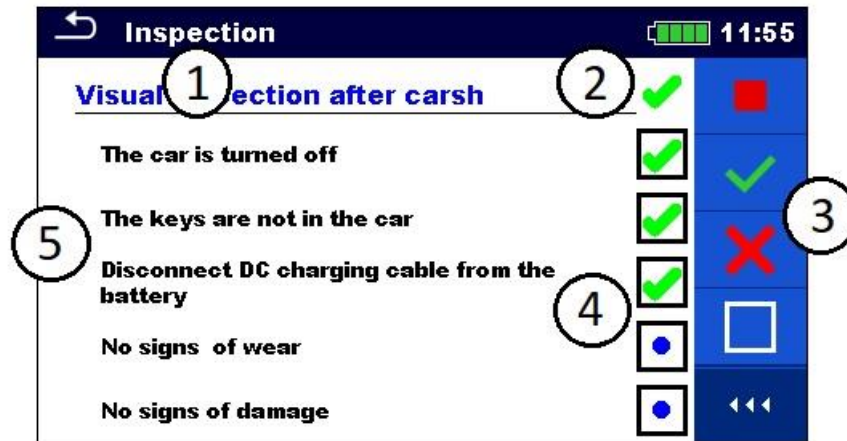 Inspection 11:55
1
2
Visual ection after carsh
The car is turned off
3
The keys are not in the car
5
Disconnect DC charging cable from the
battery
4
No signs of wear
No signs of damage